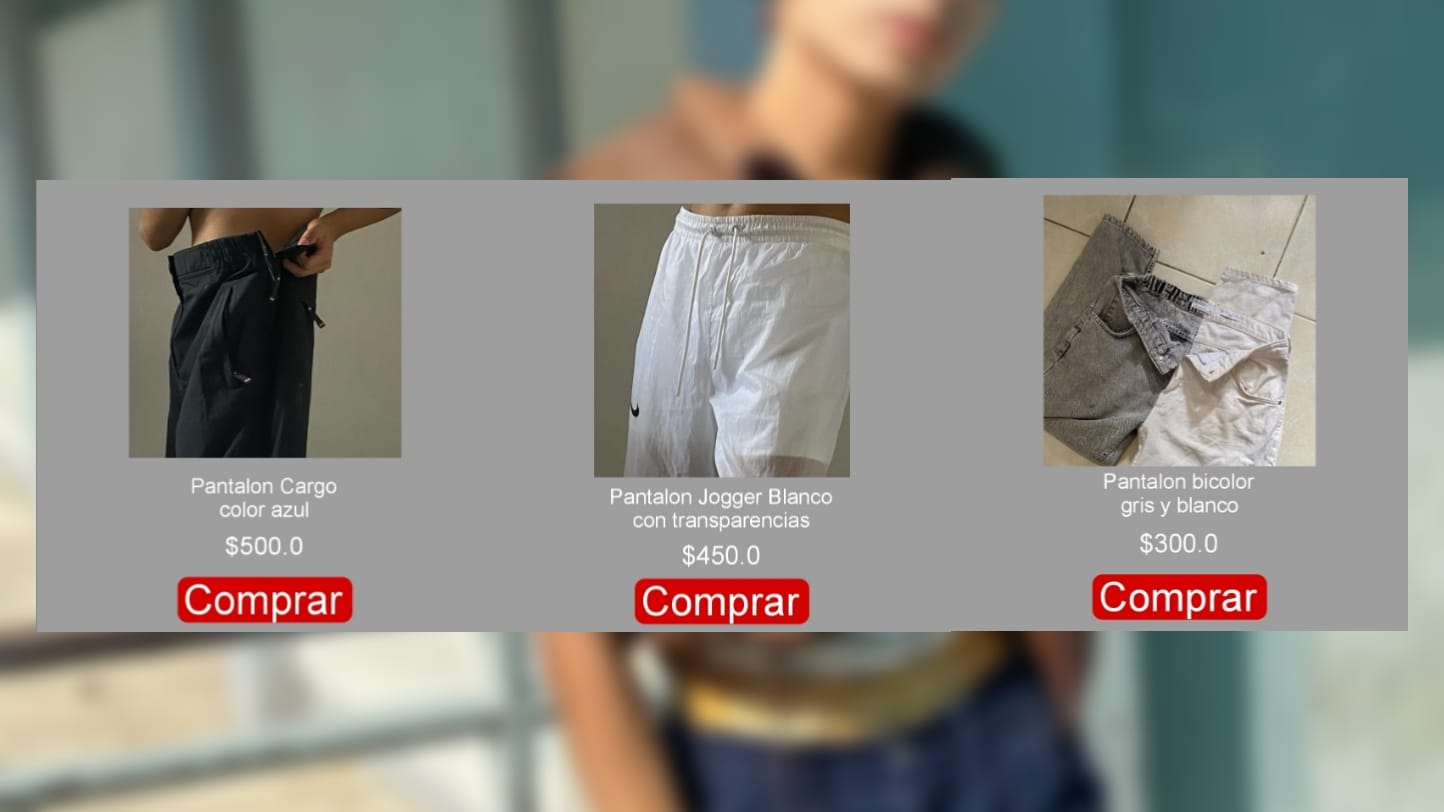 Pantalon Cargo
color azul
$500.0
Comprar
Pantalon Jogger Blanco
con transparencias
$450.0
Comprar
Pantalon bicolor
gris y blanco
$300.0
Comprar